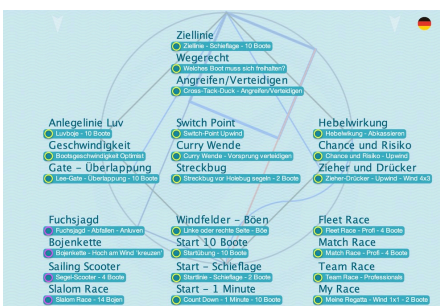 Ziellinie
Ziellinie - Schieflage - 10 Boote
Wegerecht
Welches Boot muss sich freihalten?
Angreifen/Verteidigen
Cross-Tack-Duck - Angreifen/Verteidigen
Anlegelinie Luv
Luvboje - 10 Boote
Geschwindigkeit
Bootsgeschwindigkeit Optimist
Gate - Überlappung
Lee-Gate - Überlappung - 10 Boote
Switch Point
Switch-Point Upwind
Curry Wende
Curry Wende - Vorsprung verteidigen
Streckbug
Streckbug vor Holebug segeln - 2 Boote
Hebelwirkung
Hebelwirkung - Abkassieren
Chance und Risiko
Chance und Risiko - Upwind
Zieher und Drücker
Zieher-Drücker - Upwind - Wind 4x3
Fuchsjagd
Fuchsjagd - Abfallen - Anluven
Bojenkette
Bojenkette - Hoch am Wind 'kreuzen'
Sailing Scooter
Segel-Scooter - 4 Boote
Slalom Race
Slalom Race - 14 Bojen
Windfelder - Böen
Linke oder rechte Seite - Böe
Start 10 Boote
Startübung - 10 Boote
Start - Schieflage
Startlinie - Schieflage - 2 Boote
Start - 1 Minute
Count Down - 1 Minute - 10 Boote
Fleet Race
Fleet Race - Profi - 4 Boote
Match Race
Match Race - Profi - 4 Boote
Team Race
Team Race - Professionals
My Race
Meine Regatta - Wind 1x1 - 2 Boote